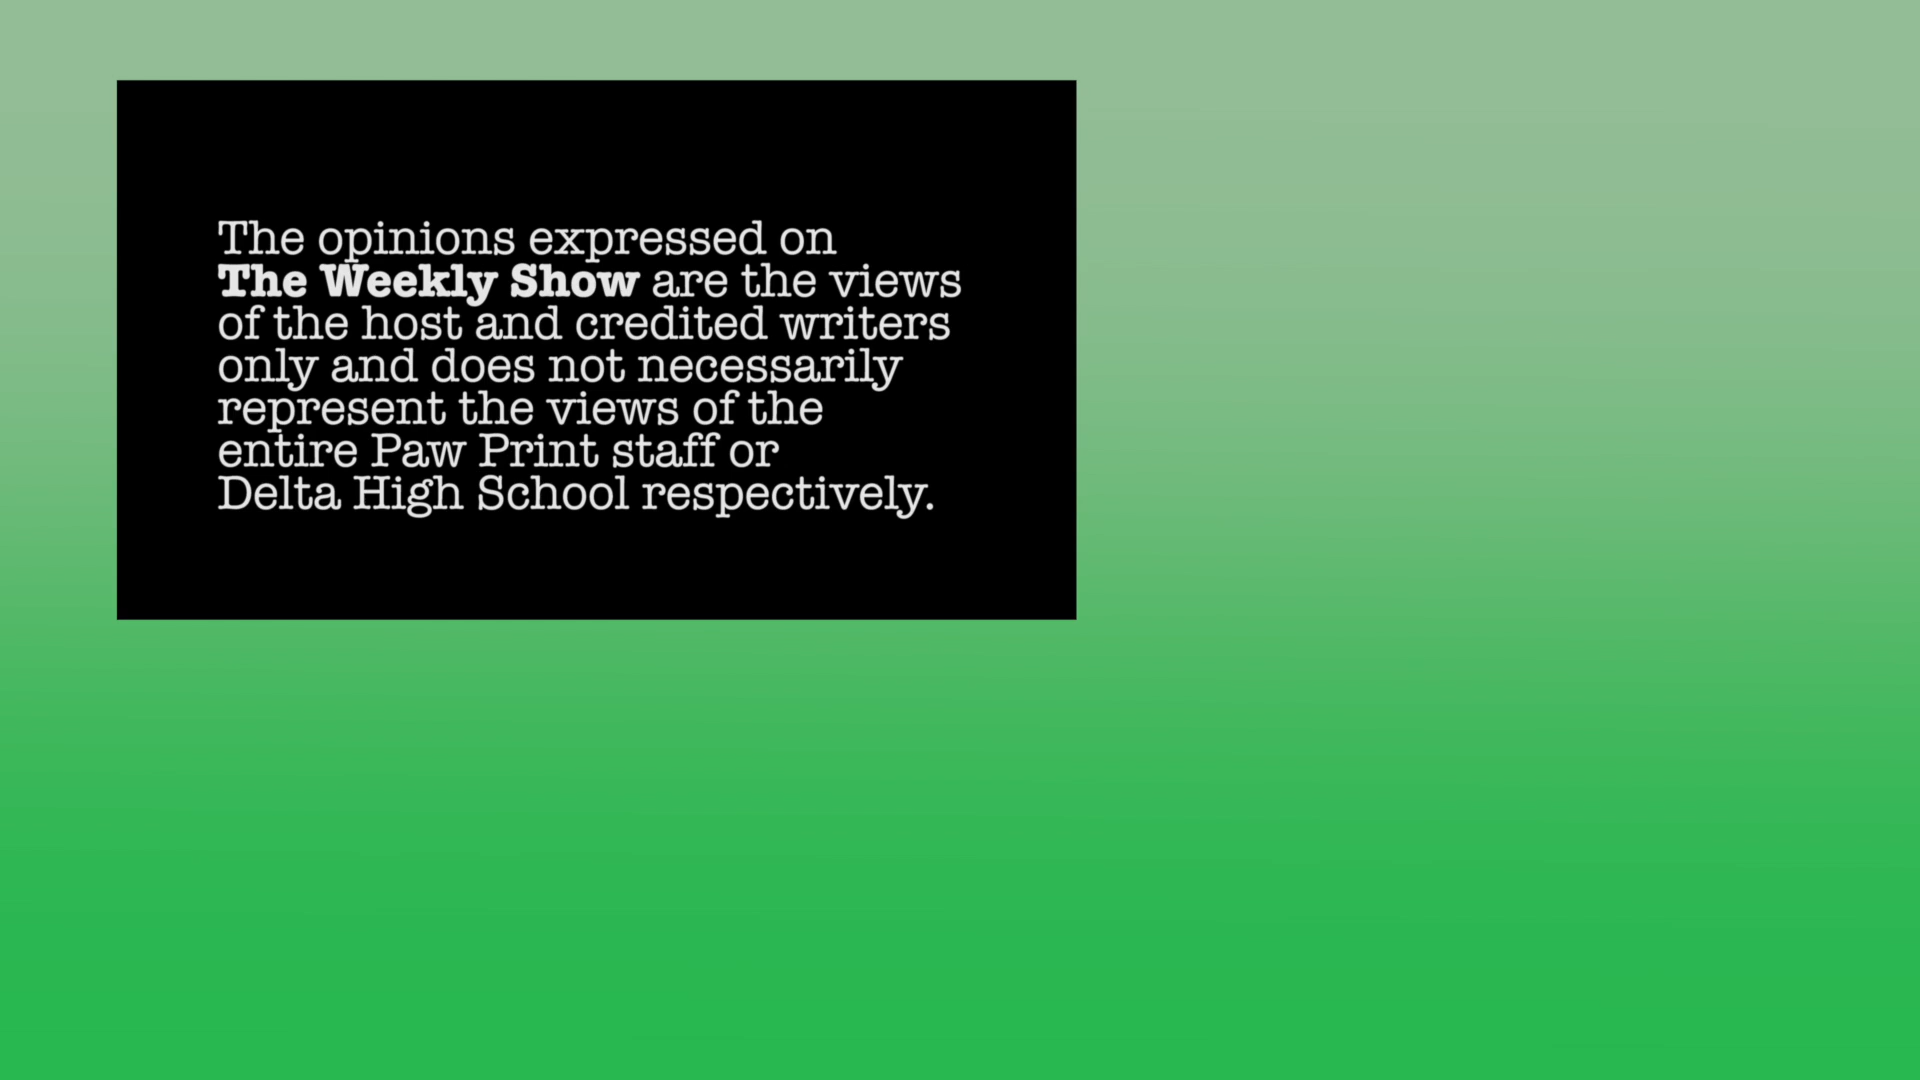 The opinions expressed on
The Weekly Show are the views
of the host and credited writers
only and does not necessarily
represent the views of the
entire Paw Print staff or
Delta High School respectively.